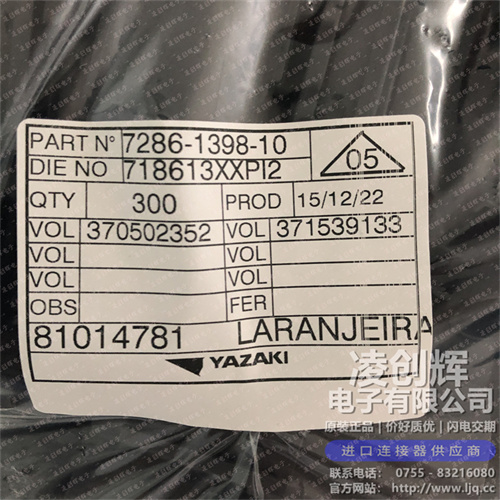 PART N° 7286-1398-10
05
DIE NO 718613XXPI2
QTY 300 PROD 15/12/22
VOL 370502352 VOL 371539133
VOL VOL
VOL VOL
OBS FER
81014781 LARANJEIRA
YAZAKI
凌创辉
电子有限公司
原装正品 | 价好质优 | 闪电交期
进口连接器供应商
联系电话: 0755 - 83216080
官方网站: http://www.ljq.cc